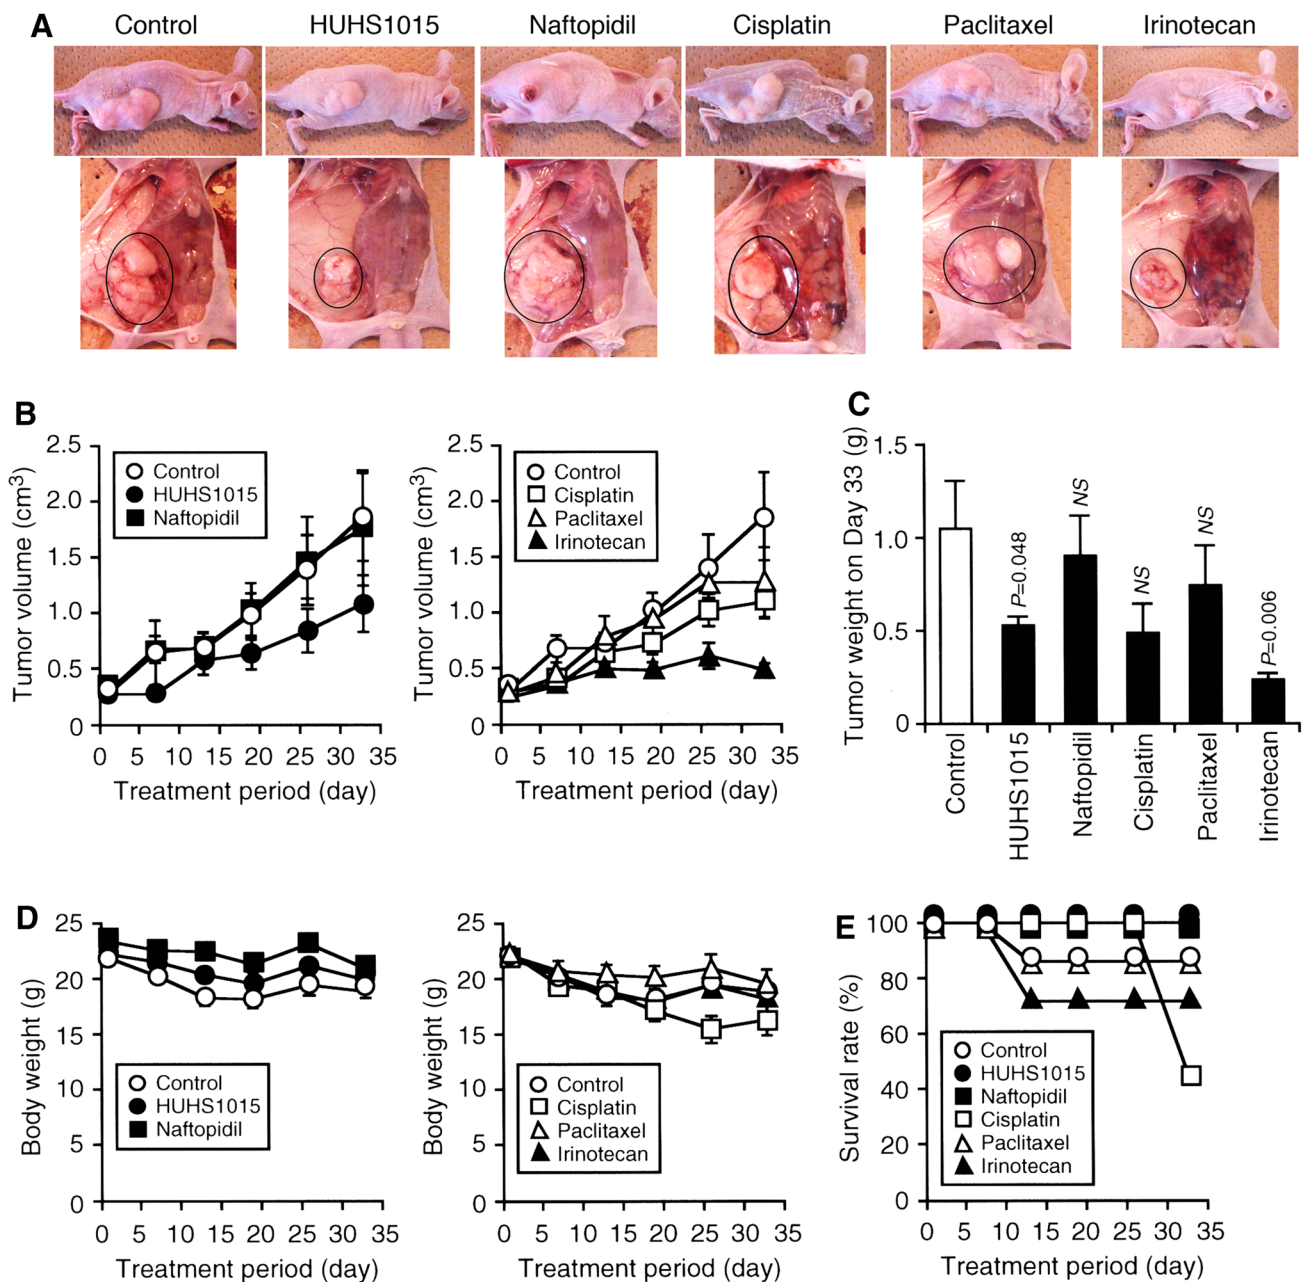 A
Control
HUHS1015
Naftopidil
Cisplatin
Paclitaxel
Irinotecan
B
Tumor volume (cm³)
2.5
2.0
1.5
1.0
0.5
0
Control
HUHS1015
Naftopidil
0 5 10 15 20 25 30 35
Treatment period (day)
Tumor volume (cm³)
2.5
2.0
1.5
1.0
0.5
0
Control
Cisplatin
Paclitaxel
Irinotecan
0 5 10 15 20 25 30 35
Treatment period (day)
C
Tumor weight on Day 33 (g)
1.5
1.0
0.5
0
P=0.048
NS
NS
NS
P=0.006
Control
HUHS1015
Naftopidil
Cisplatin
Paclitaxel
Irinotecan
D
Body weight (g)
25
20
15
10
5
0
Control
HUHS1015
Naftopidil
0 5 10 15 20 25 30 35
Treatment period (day)
Body weight (g)
25
20
15
10
5
0
Control
Cisplatin
Paclitaxel
Irinotecan
0 5 10 15 20 25 30 35
Treatment period (day)
E
Survival rate (%)
100
80
60
40
20
0
Control
HUHS1015
Naftopidil
Cisplatin
Paclitaxel
Irinotecan
0 5 10 15 20 25 30 35
Treatment period (day)